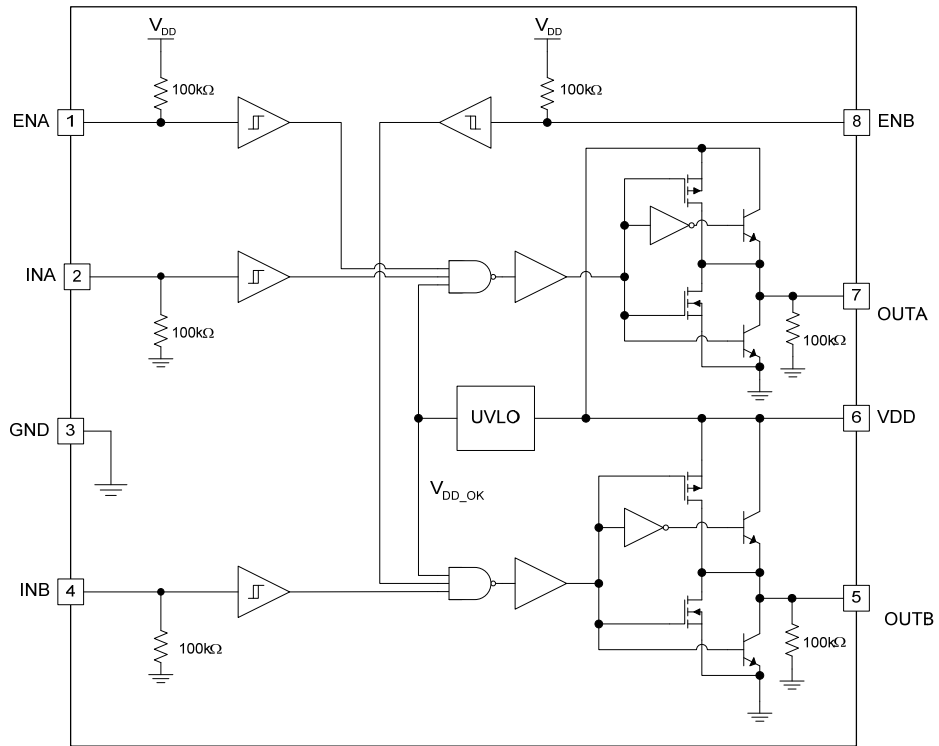 VDD
VDD
100kΩ
100kΩ
ENA
1
8
ENB
INA
2
7
OUTA
100kΩ
100kΩ
GND
3
UVLO
6
VDD
VDD_OK
INB
4
5
OUTB
100kΩ
100kΩ